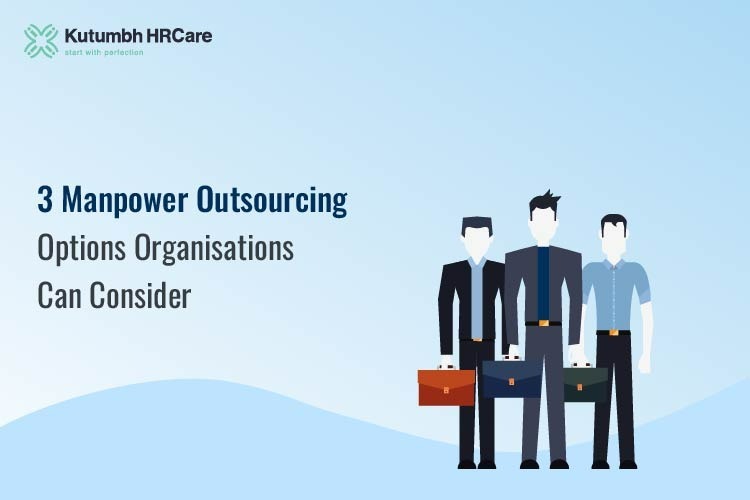 Kutumbh HRCare
start with perfection
3 Manpower Outsourcing
Options Organisations
Can Consider